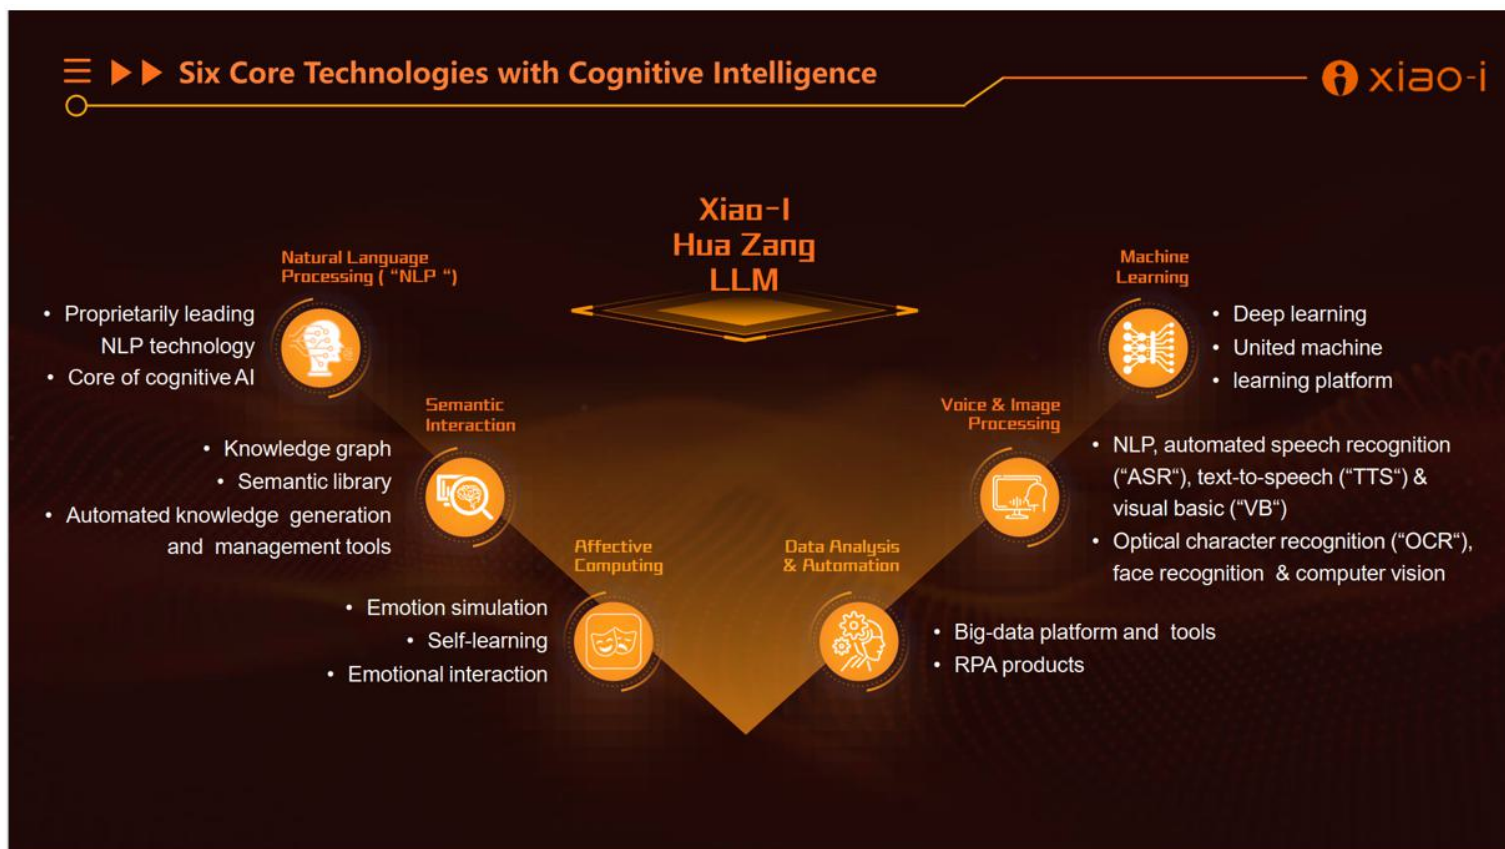 Six Core Technologies with Cognitive Intelligence
xiao-i
Xiao-I
Hua Zang
LLM
Natural Language
Processing ( “NLP “)
• Proprietarily leading
NLP technology
• Core of cognitive AI
Semantic
Interaction
• Knowledge graph
• Semantic library
• Automated knowledge generation
and management tools
Affective
Computing
• Emotion simulation
• Self-learning
• Emotional interaction
Data Analysis
& Automation
• Big-data platform and tools
• RPA products
Voice & Image
Processing
• NLP, automated speech recognition
(“ASR“), text-to-speech (“TTS“) &
visual basic (“VB“)
• Optical character recognition (“OCR“),
face recognition & computer vision
Machine
Learning
• Deep learning
• United machine
• learning platform